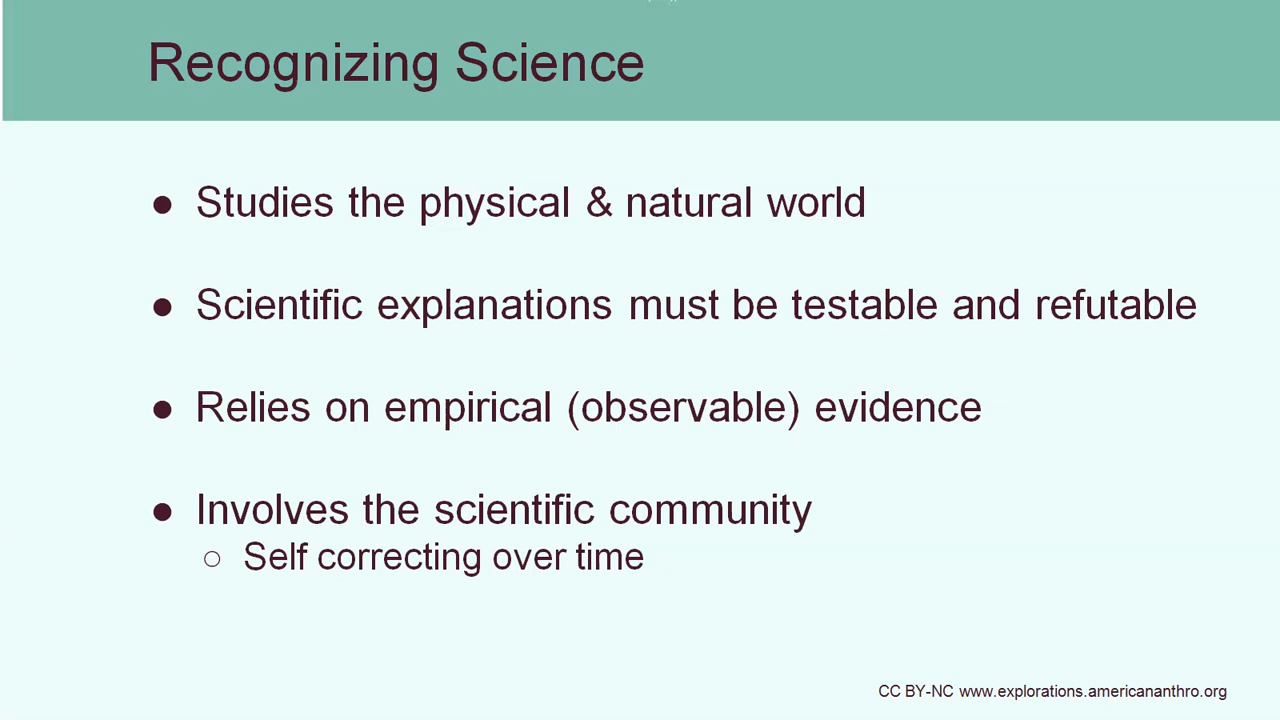 Recognizing Science
● Studies the physical & natural world
● Scientific explanations must be testable and refutable
● Relies on empirical (observable) evidence
● Involves the scientific community
○ Self correcting over time
CC BY-NC www.explorations.americananthro.org